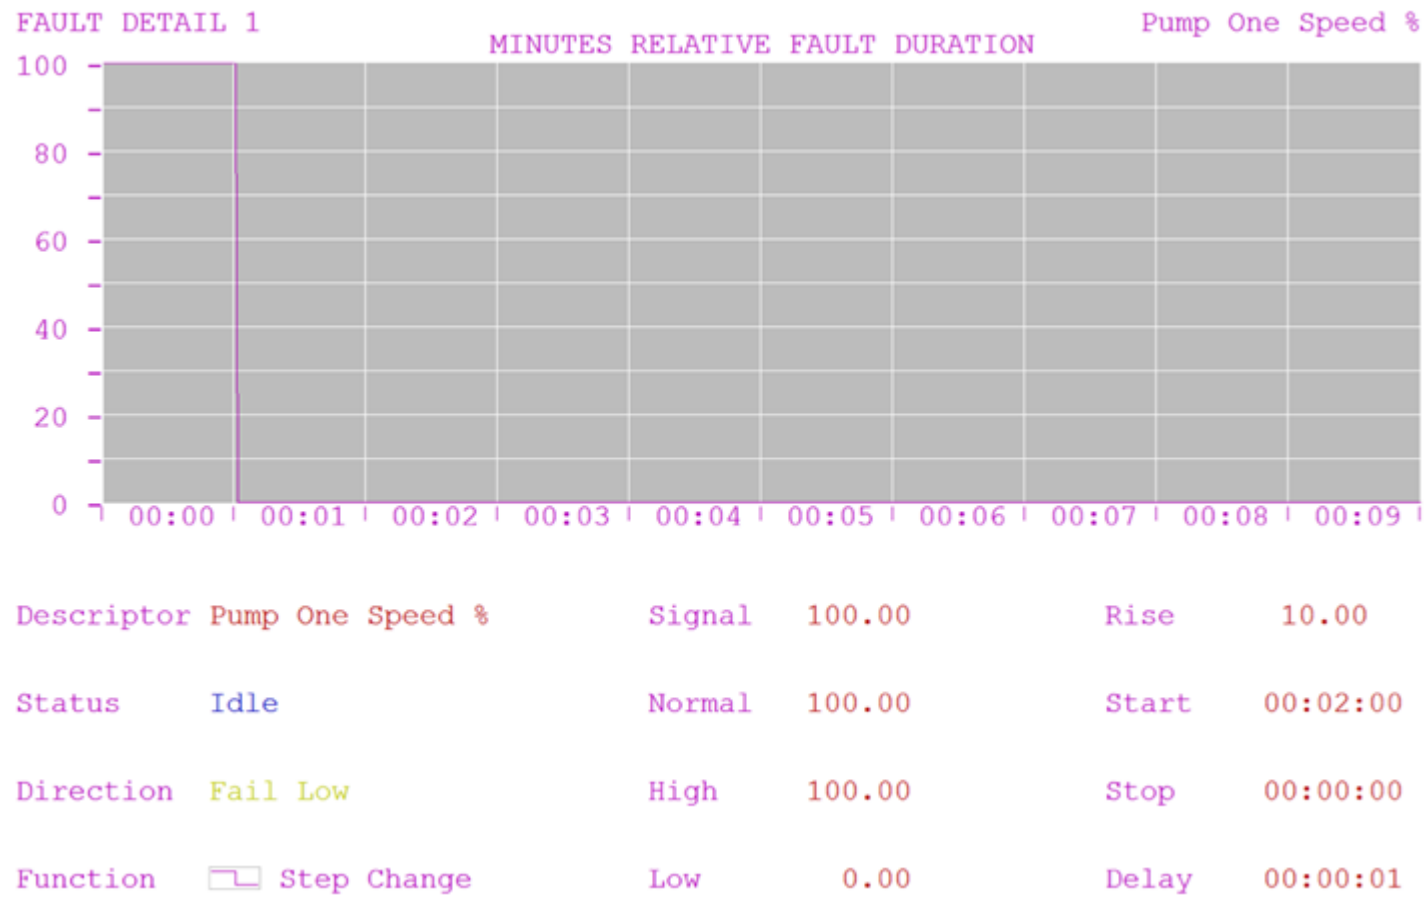 FAULT DETAIL 1 Pump One Speed %
MINUTES RELATIVE FAULT DURATION
100
80
60
40
20
0
00:00 00:01 00:02 00:03 00:04 00:05 00:06 00:07 00:08 00:09
Descriptor Pump One Speed % Signal 100.00 Rise 10.00
Status Idle Normal 100.00 Start 00:02:00
Direction Fail Low High 100.00 Stop 00:00:00
Function Step Change Low 0.00 Delay 00:00:01